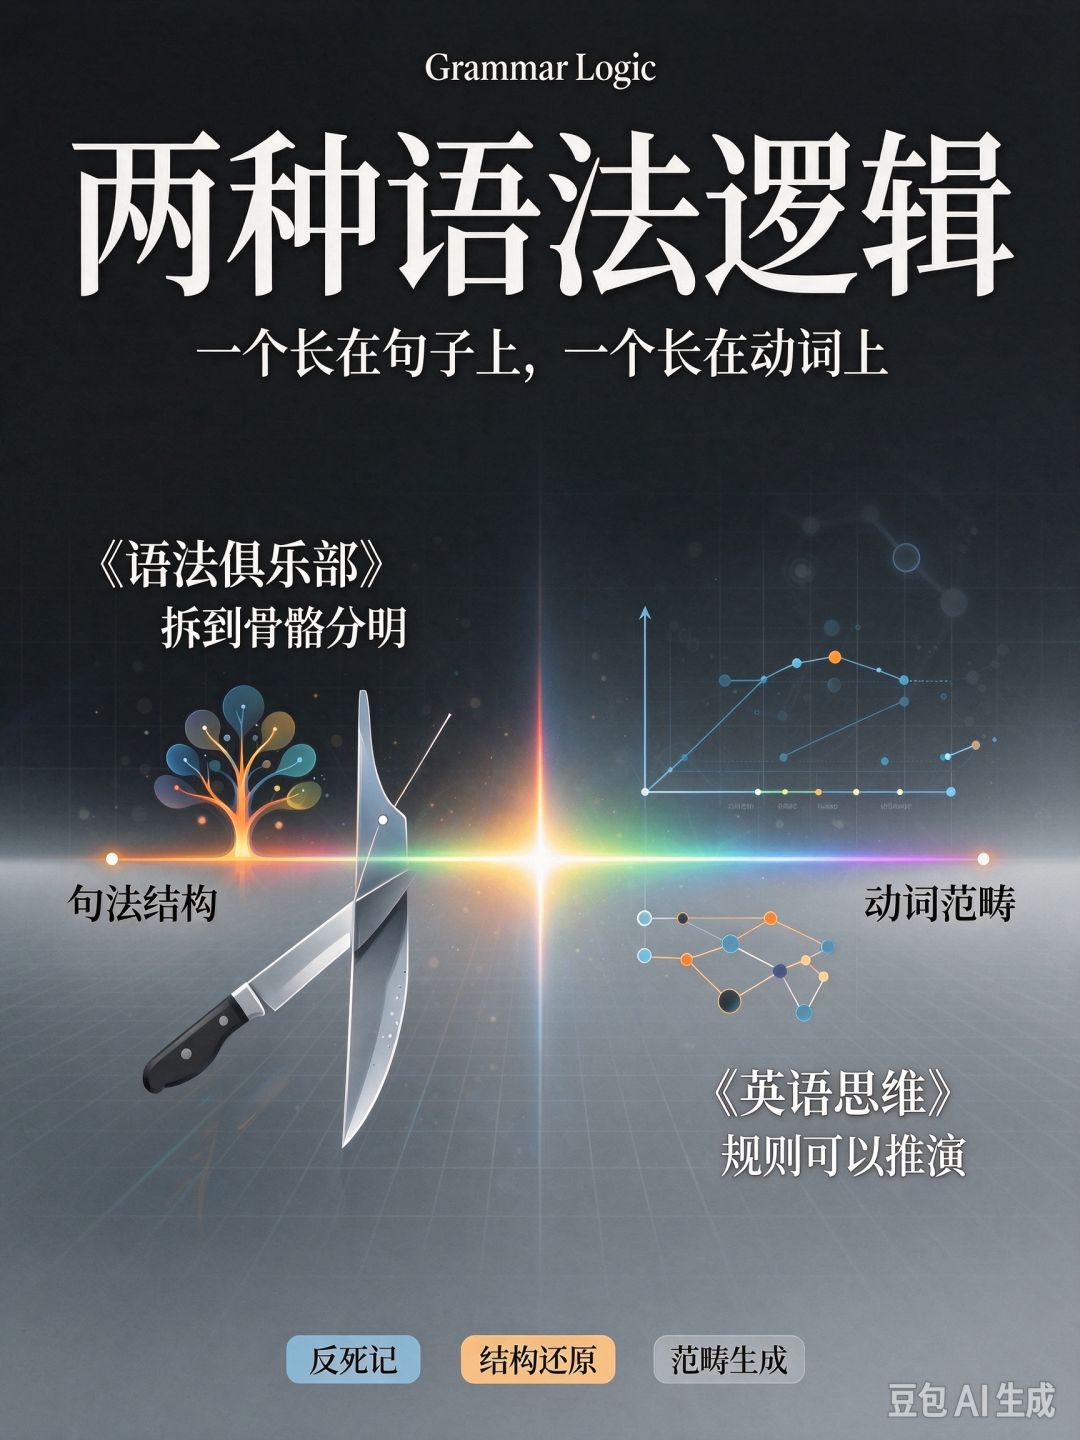 Grammar Logic
两种语法逻辑
一个长在句子上，一个长在动词上
《语法俱乐部》
拆到骨骼分明
句法结构
动词范畴
《英语思维》
规则可以推演
反死记
结构还原
范畴生成
豆包 AI 生成